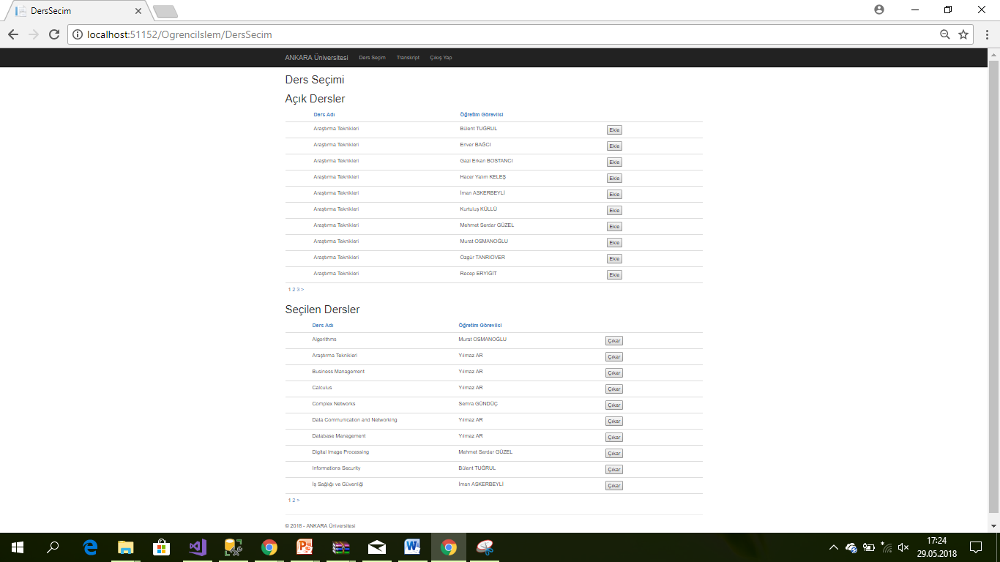 DersSecim
localhost:51152/OgrenciIslem/DersSecim
ANKARA Üniversitesi Ders Seçim Transkript Çıkış Yap
Ders Seçimi
Açık Dersler
Ders Adı Öğretim Görevlisi
Araştırma Teknikleri Bülent TUĞRUL Ekle
Araştırma Teknikleri Enver BAĞCI Ekle
Araştırma Teknikleri Gazi Erkan BOSTANCI Ekle
Araştırma Teknikleri Hacer Yalım KELEŞ Ekle
Araştırma Teknikleri İman ASKERBEYLİ Ekle
Araştırma Teknikleri Kurtuluş KÜLLÜ Ekle
Araştırma Teknikleri Mehmet Serdar GÜZEL Ekle
Araştırma Teknikleri Murat OSMANOĞLU Ekle
Araştırma Teknikleri Özgür TANRIÖVER Ekle
Araştırma Teknikleri Recep ERYİĞİT Ekle
1 2 3 >
Seçilen Dersler
Ders Adı Öğretim Görevlisi
Algorithms Murat OSMANOĞLU Çıkar
Araştırma Teknikleri Yılmaz AR Çıkar
Business Management Yılmaz AR Çıkar
Calculus Yılmaz AR Çıkar
Complex Networks Semra GÜNDÜÇ Çıkar
Data Communication and Networking Yılmaz AR Çıkar
Database Management Yılmaz AR Çıkar
Digital Image Processing Mehmet Serdar GÜZEL Çıkar
Informations Security Bülent TUĞRUL Çıkar
İş Sağlığı ve Güvenliği İman ASKERBEYLİ Çıkar
1 2 >
© 2018 - ANKARA Üniversitesi
17:24
29.05.2018